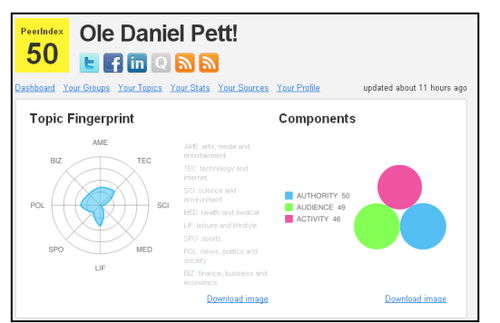 PeerIndex
50
Ole Daniel Pett!
Dashboard Your Groups Your Topics Your Stats Your Sources Your Profile
updated about 11 hours ago
Topic Fingerprint
AME
TEC
SCI
MED
LIF
SPO
POL
BIZ
AME arts, media and
entertainment
TEC technology and
internet
SCI science and
environment
MED health and medical
LIF leisure and lifestyle
SPO sports
POL news, politics and
society
BIZ finance, business and
economics
Download image
Components
AUTHORITY 50
AUDIENCE 49
ACTIVITY 46
Download image